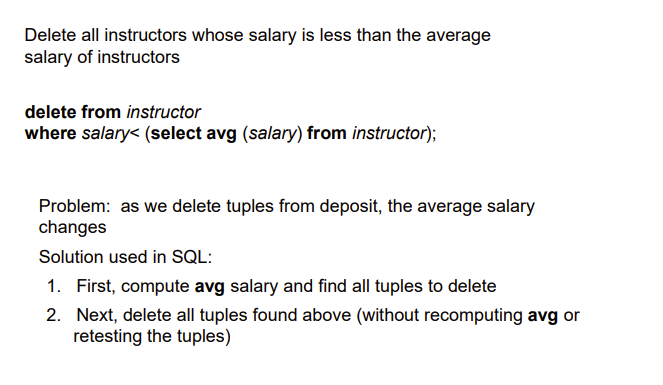 Delete all instructors whose salary is less than the average
salary of instructors
delete from instructor
where salary< (select avg (salary) from instructor);
Problem: as we delete tuples from deposit, the average salary
changes
Solution used in SQL:
1. First, compute avg salary and find all tuples to delete
2. Next, delete all tuples found above (without recomputing avg or
retesting the tuples)